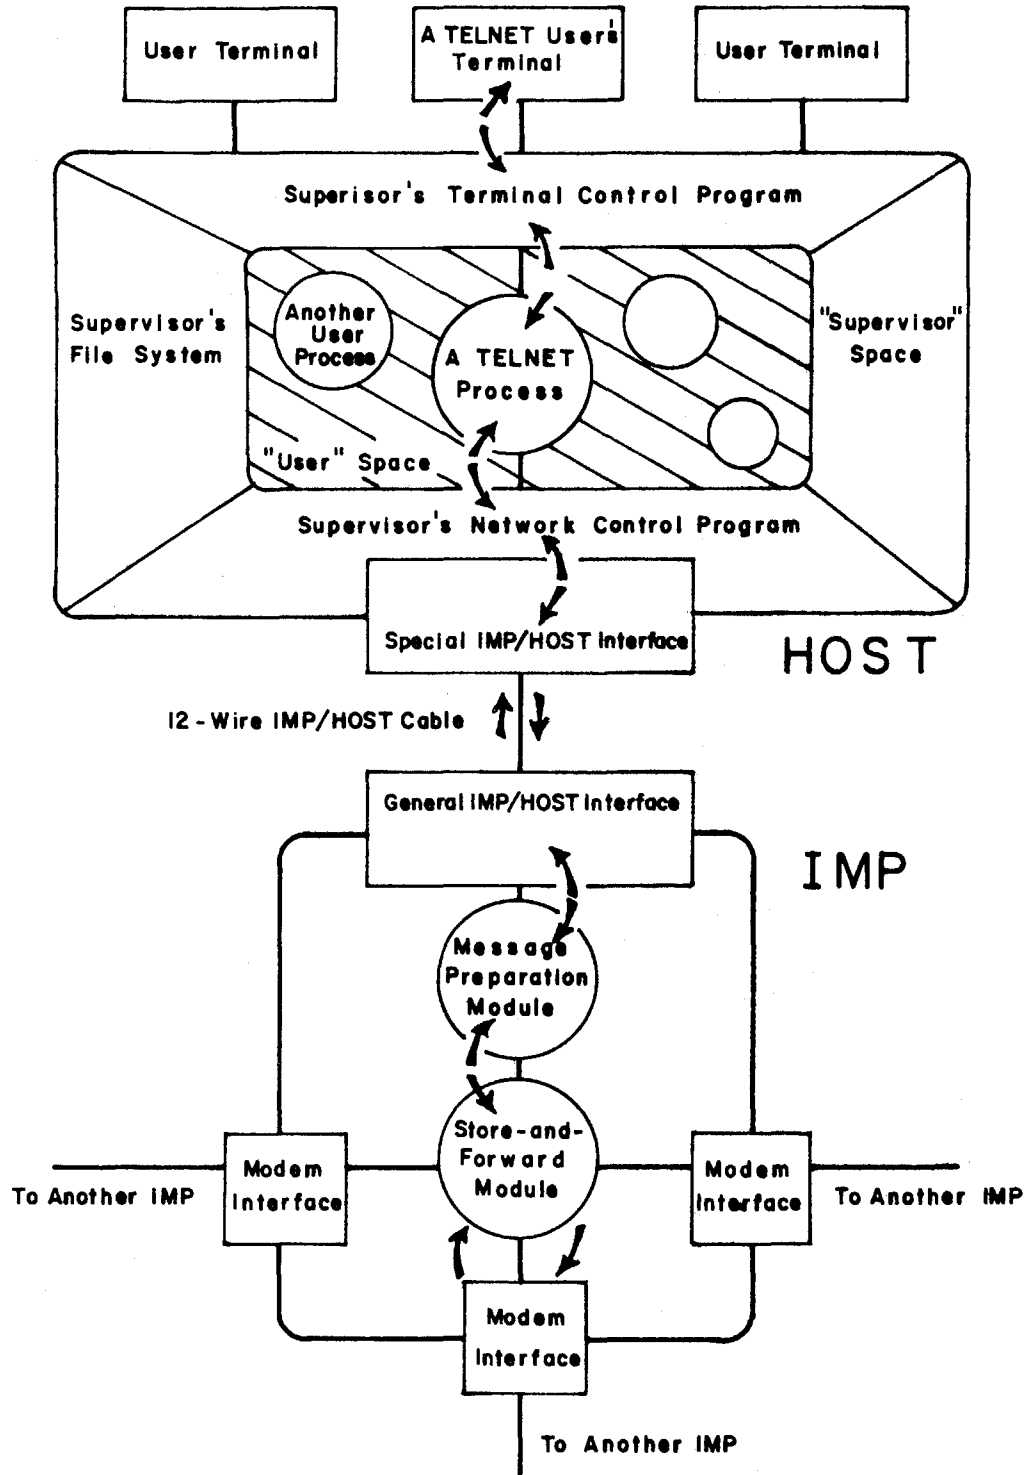 User Terminal
A TELNET User's
Terminal
User Terminal
Superisor's Terminal Control Program
Supervisor's
File System
Another
User
Process
A TELNET
Process
"Supervisor"
Space
"User" Space
Supervisor's Network Control Program
Special IMP/HOST Interface
HOST
12-Wire IMP/HOST Cable
General IMP/HOST Interface
IMP
Message
Preparation
Module
Store-and-
Forward
Module
Modem
Interface
Modem
Interface
To Another IMP
To Another IMP
Modem
Interface
To Another IMP